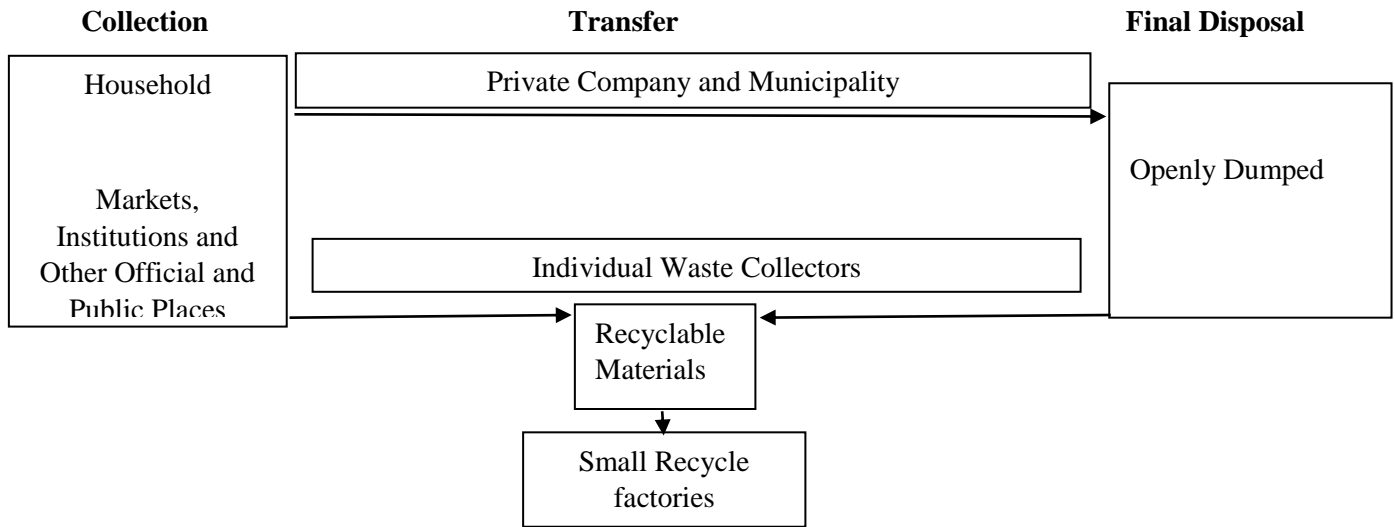 Collection
Transfer
Final Disposal
Household
Private Company and Municipality
Openly Dumped
Markets,
Institutions and
Other Official and
Public Places
Individual Waste Collectors
Recyclable
Materials
Small Recycle
factories